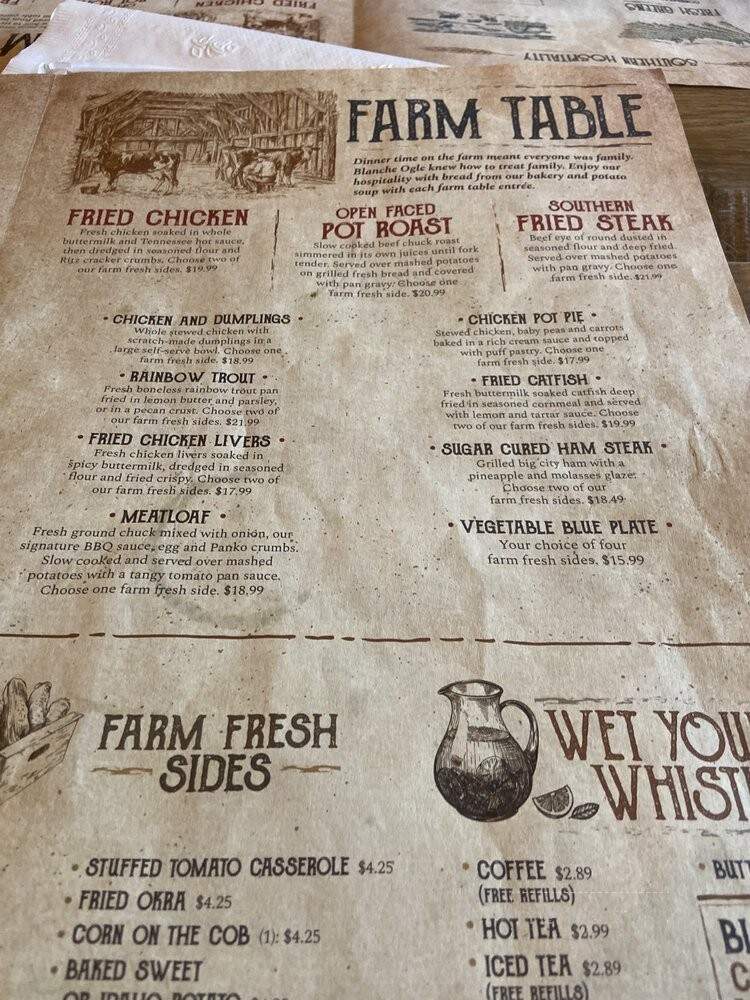 FRIED CHICKEN
FRESH GREENS
SOUTHERN HOSPITALITY
FARM TABLE
Dinner time on the farm meant everyone was family.
Blanche Ogle knew how to treat family. Enjoy our
hospitality with bread from our bakery and potato
soup with each farm table entrée.
FRIED CHICKEN
Fresh chicken soaked in whole
buttermilk and Tennessee hot sauce,
then dredged in seasoned flour and
Ritz cracker crumbs. Choose two of
our farm fresh sides. $19.99
OPEN FACED
POT ROAST
Slow cooked beef chuck roast
simmered in its own juices until fork
tender. Served over mashed potatoes
on grilled fresh bread and covered
with pan gravy. Choose one
farm fresh side. $20.99
SOUTHERN
FRIED STEAK
Beef eye of round dusted in
seasoned flour and deep fried.
Served over mashed potatoes
with pan gravy. Choose one
farm fresh side. $21.99
• CHICKEN AND DUMPLINGS •
Whole stewed chicken with
scratch-made dumplings in a
large self-serve bowl. Choose one
farm fresh side. $18.99
• RAINBOW TROUT •
Fresh boneless rainbow trout pan
fried in lemon butter and parsley,
or in a pecan crust. Choose two of
our farm fresh sides. $21.99
• FRIED CHICKEN LIVERS •
Fresh chicken livers soaked in
spicy buttermilk, dredged in seasoned
flour and fried crispy. Choose two of
our farm fresh sides. $17.99
• MEATLOAF •
Fresh ground chuck mixed with onion, our
signature BBQ sauce, egg and Panko crumbs.
Slow cooked and served over mashed
potatoes with a tangy tomato pan sauce.
Choose one farm fresh side. $18.99
• CHICKEN POT PIE •
Stewed chicken, baby peas and carrots
baked in a rich cream sauce and topped
with puff pastry. Choose one
farm fresh side. $17.99
• FRIED CATFISH •
Fresh buttermilk soaked catfish deep
fried in seasoned cornmeal and served
with lemon and tartar sauce. Choose
two of our farm fresh sides. $19.99
• SUGAR CURED HAM STEAK •
Grilled big city ham with a
pineapple and molasses glaze.
Choose two of our
farm fresh sides. $18.49
• VEGETABLE BLUE PLATE •
Your choice of four
farm fresh sides. $15.99
FARM FRESH
SIDES
• STUFFED TOMATO CASSEROLE $4.25
• FRIED OKRA $4.25
• CORN ON THE COB (1): $4.25
• BAKED SWEET
OR IDAHO POTATO
WET YOU
WHIST
• COFFEE $2.89
(FREE REFILLS)
• HOT TEA $2.99
• ICED TEA $2.89
(FREE REFILLS)
• BUTT